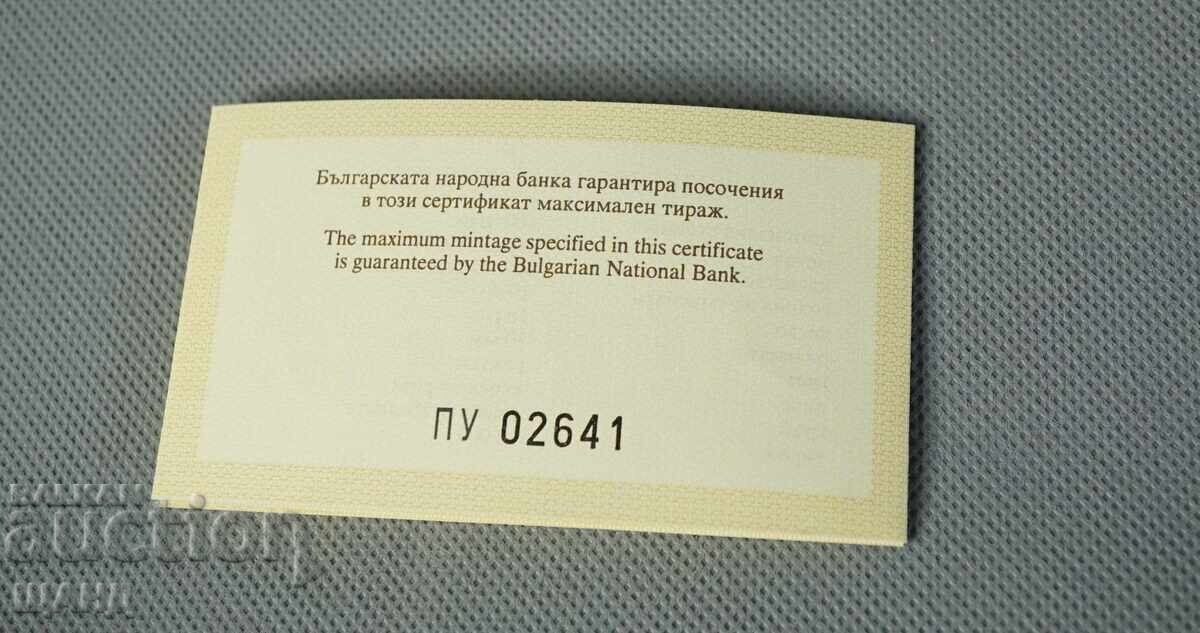 Българската народна банка гарантира посочения
в този сертификат максимален тираж.
The maximum mintage specified in this certificate
is guaranteed by the Bulgarian National Bank.
ПУ 02641
БАЛКАН
auction